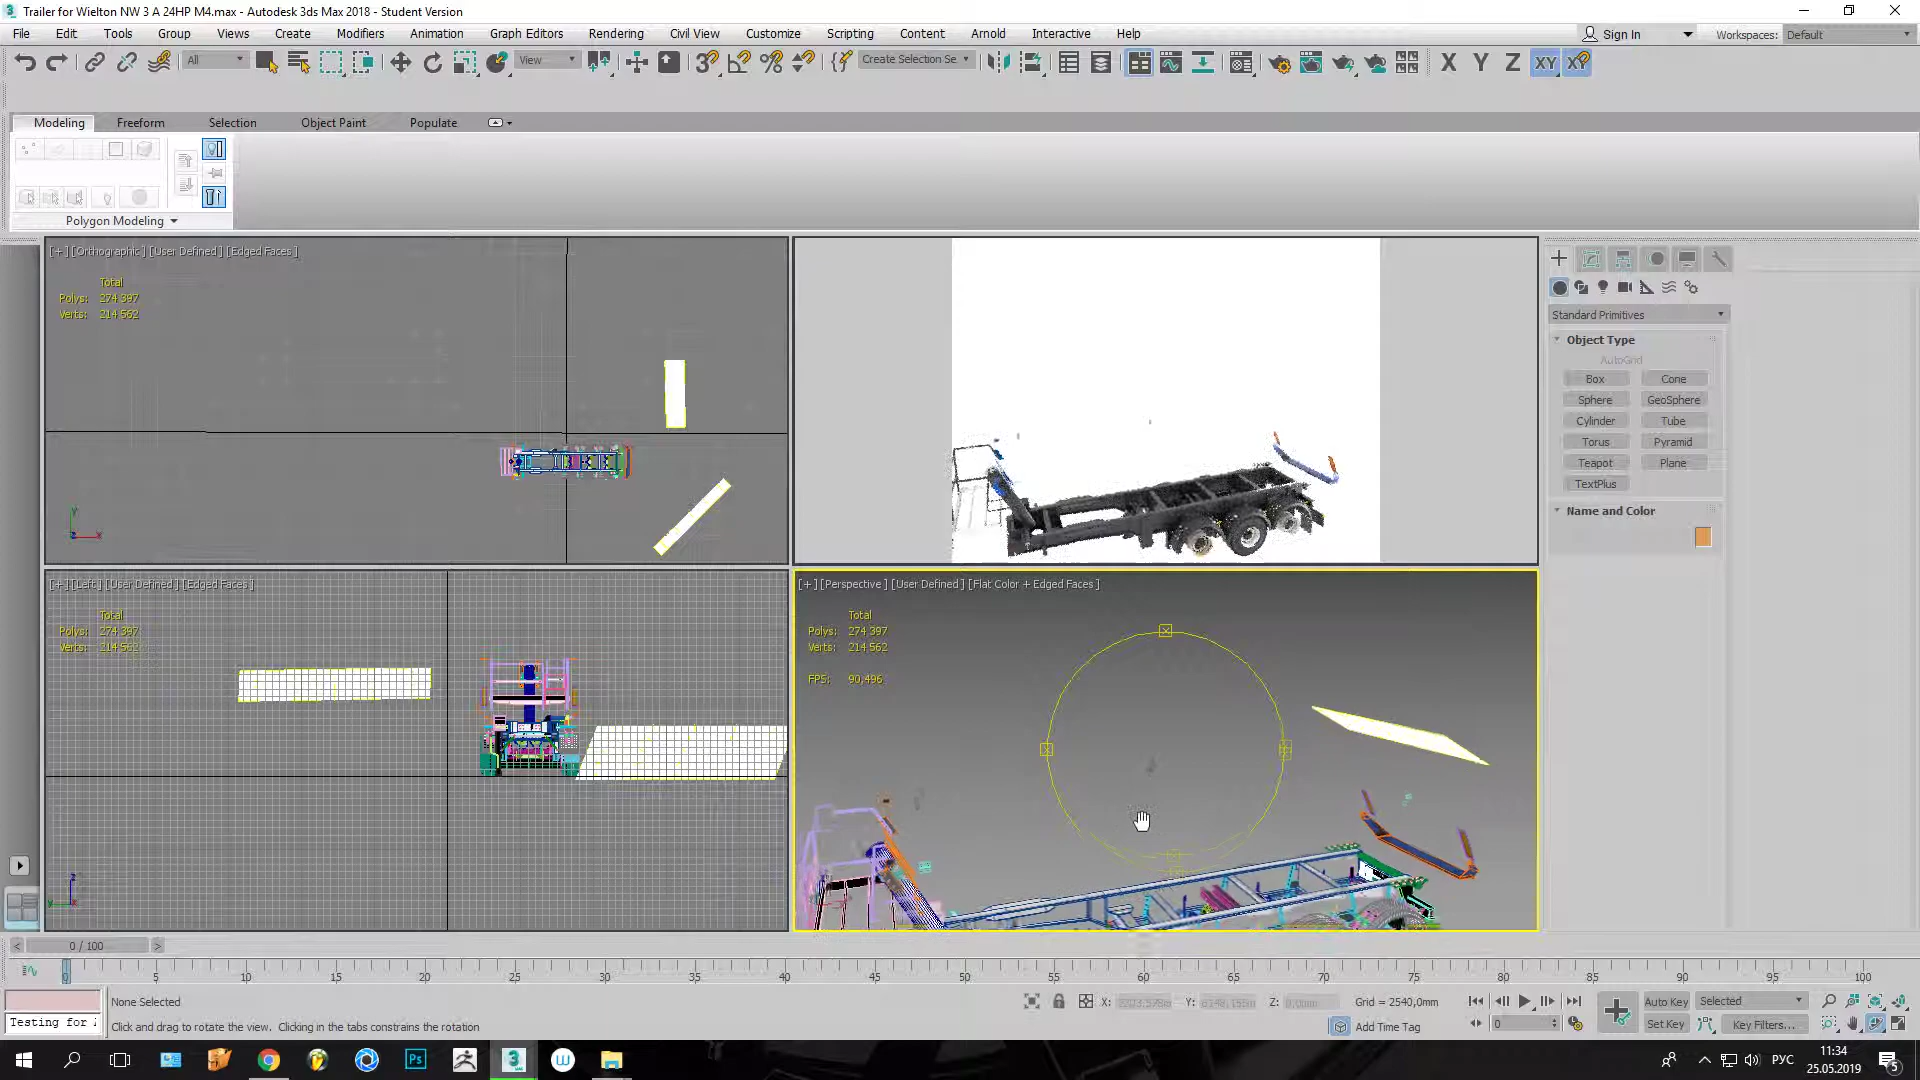 Trailer for Wielton NW 3 A 24HP M4.max - Autodesk 3ds Max 2018 - Student Version
File Edit Tools Group Views Create Modifiers Animation Graph Editors Rendering Civil View Customize Scripting Content Arnold Interactive Help
Sign In Workspaces: Default
All View Create Selection Se X Y Z XY XY
Modeling Freeform Selection Object Paint Populate
Polygon Modeling
[+] [Orthographic] [User Defined] [Edged Faces]
Total
Polys: 274 397
Verts: 214 562
[+] [Left] [User Defined] [Edged Faces]
Total
Polys: 274 397
Verts: 214 562
[+] [Perspective] [User Defined] [Flat Color + Edged Faces]
Total
Polys: 274 397
Verts: 214 562
FPS: 90,496
Standard Primitives
Object Type
AutoGrid
Box Cone
Sphere GeoSphere
Cylinder Tube
Torus Pyramid
Teapot Plane
TextPlus
Name and Color
< 0 / 100 >
0 5 10 15 20 25 30 35 40 45 50 55 60 65 70 75 80 85 90 95 100
None Selected X: Y: Z: 0,0mm Grid = 2540,0mm Auto Key Selected
Testing for Click and drag to rotate the view. Clicking in the tabs constrains the rotation Add Time Tag 0 Set Key Key Filters...
Ps 3 РУС 11:34
25.05.2019 5